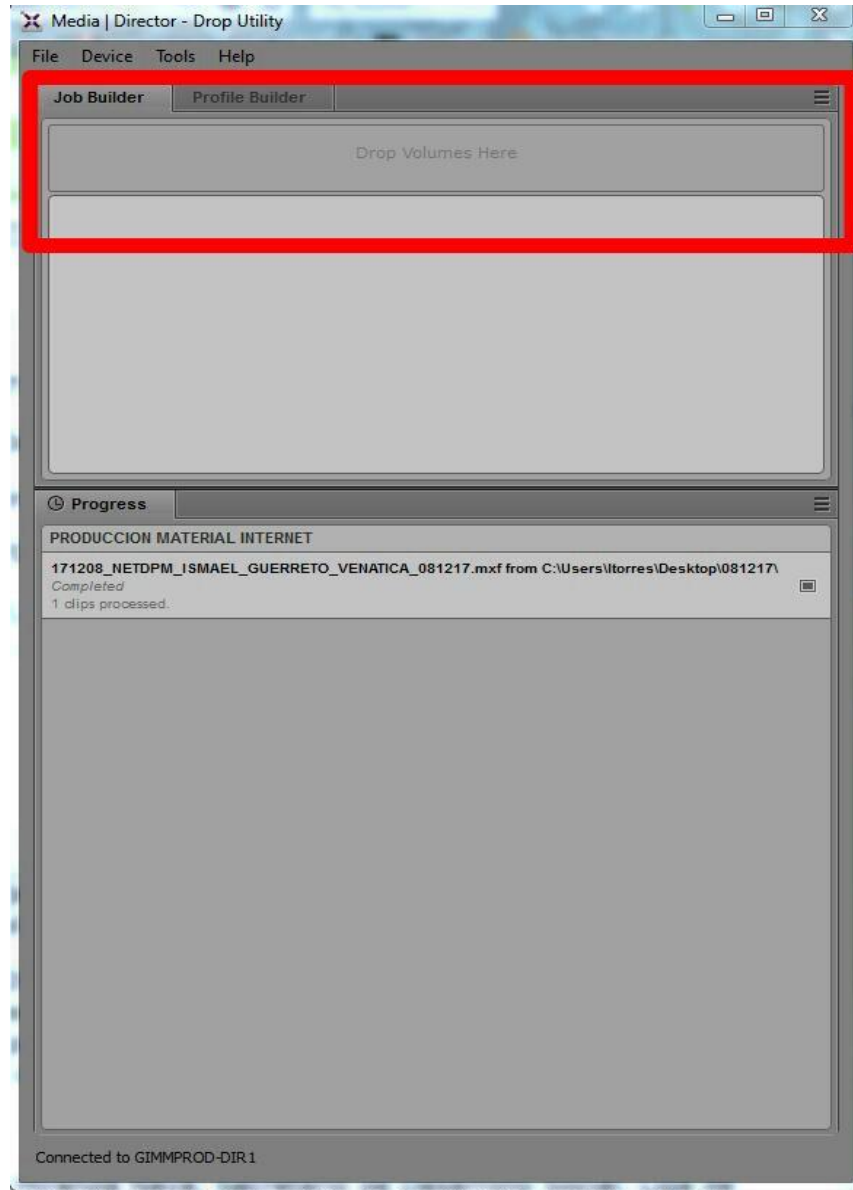 Media | Director - Drop Utility
File Device Tools Help
Job Builder Profile Builder
Drop Volumes Here
Progress
PRODUCCION MATERIAL INTERNET
171208_NETDPM_ISMAEL_GUERRETO_VENATICA_081217.mxf from C:\Users\ltorres\Desktop\081217\
Completed
1 clips processed.
Connected to GIMMPROD-DIR1